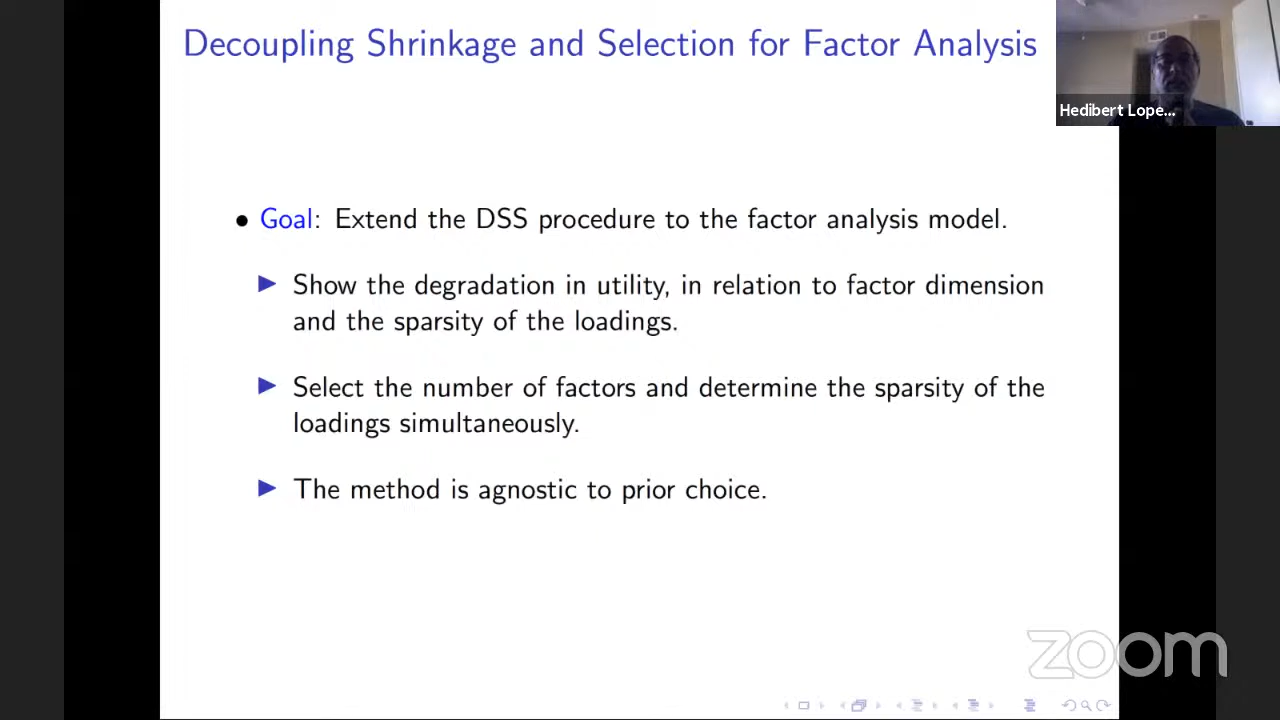 Decoupling Shrinkage and Selection for Factor Analysis
Hedibert Lope...
• Goal: Extend the DSS procedure to the factor analysis model.
▶ Show the degradation in utility, in relation to factor dimension
and the sparsity of the loadings.
▶ Select the number of factors and determine the sparsity of the
loadings simultaneously.
▶ The method is agnostic to prior choice.
zoom